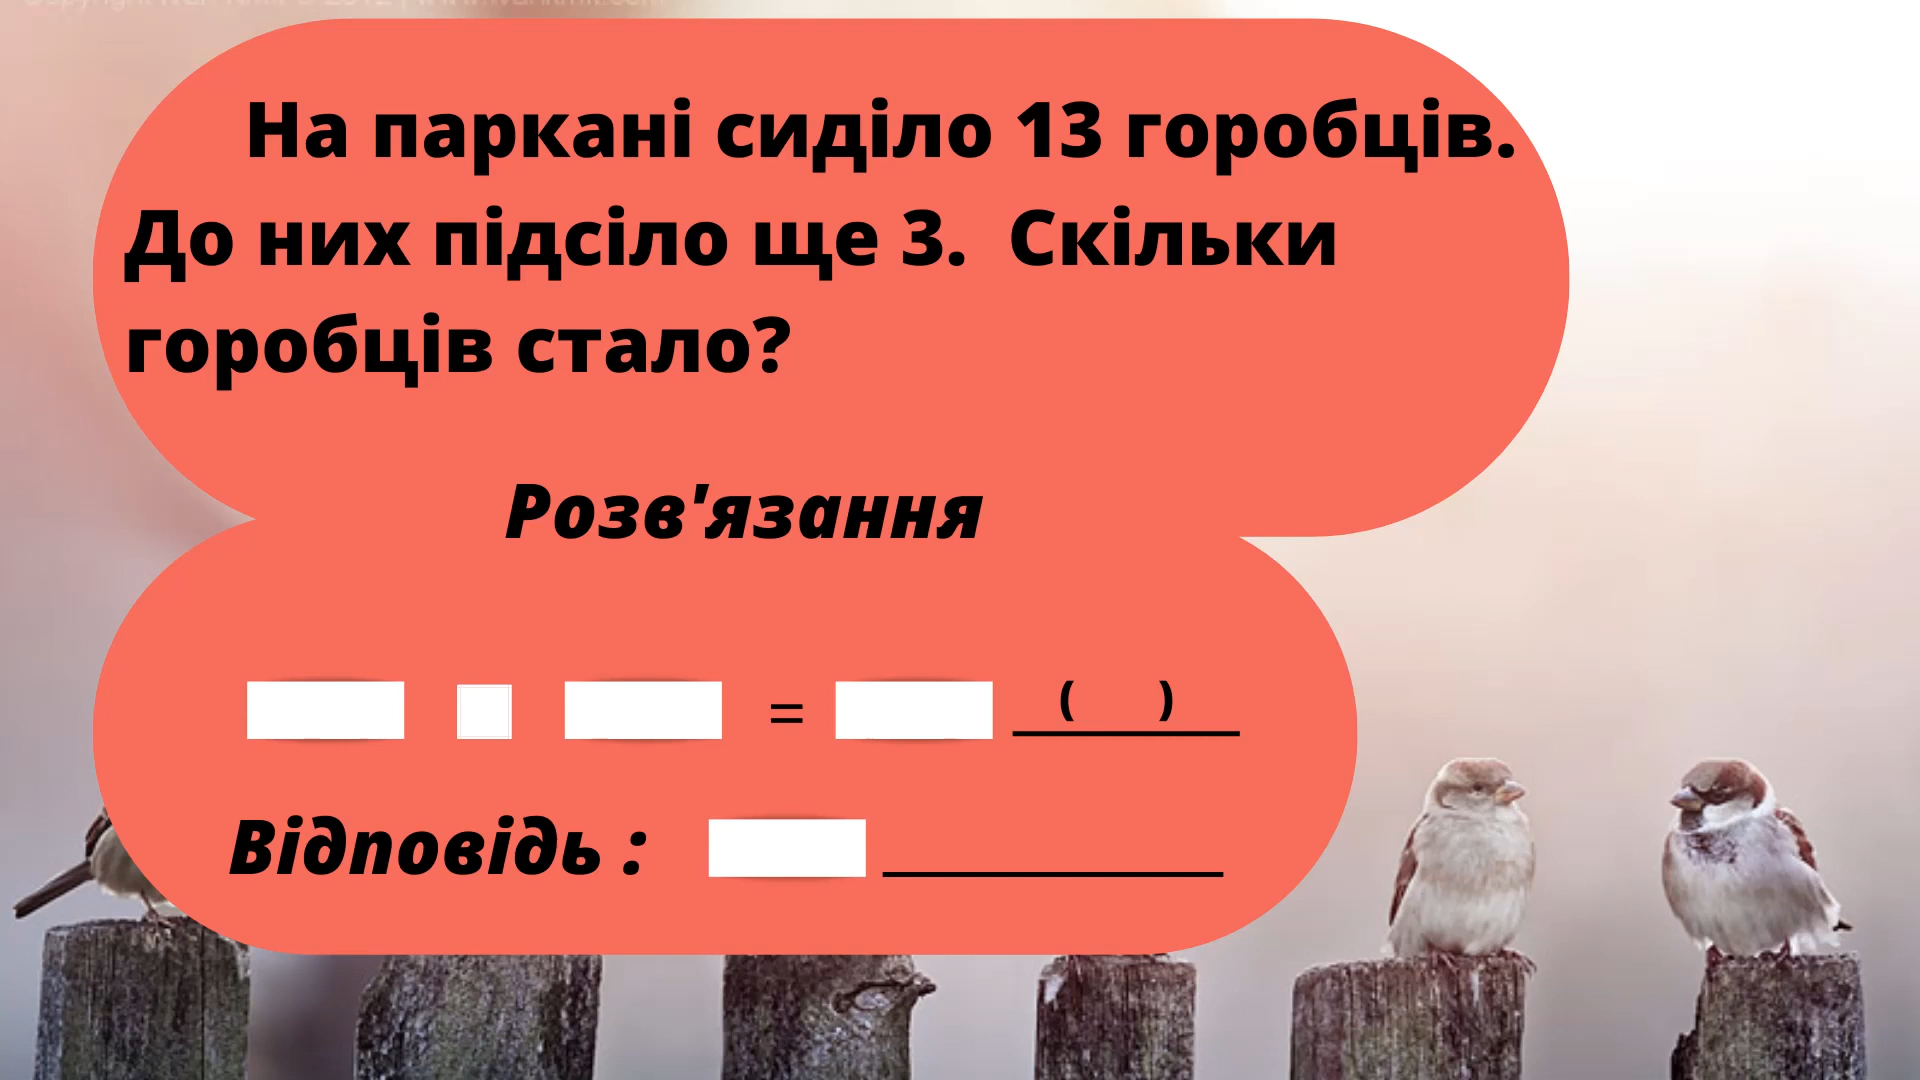 На паркані сиділо 13 горобців.
До них підсіло ще 3. Скільки
горобців стало?
Розв'язання
= ( )
Відповідь :